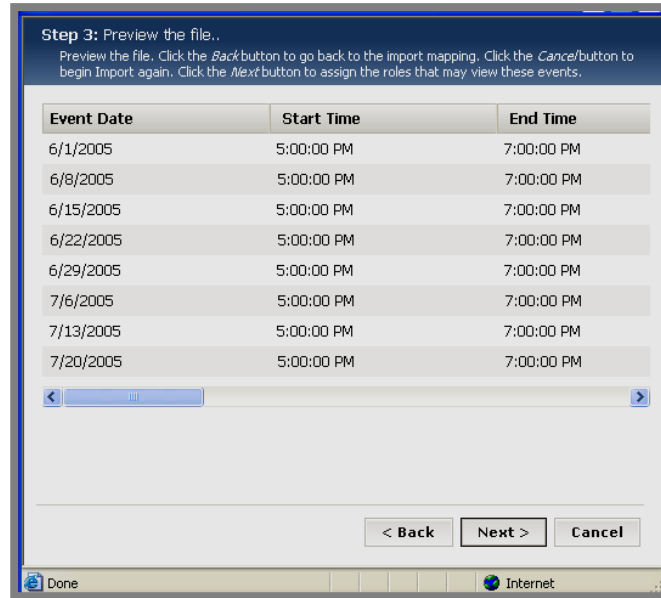 Step 3: Preview the file..
Preview the file. Click the Back button to go back to the import mapping. Click the Cancel button to
begin Import again. Click the Next button to assign the roles that may view these events.
Event Date Start Time End Time
6/1/2005 5:00:00 PM 7:00:00 PM
6/8/2005 5:00:00 PM 7:00:00 PM
6/15/2005 5:00:00 PM 7:00:00 PM
6/22/2005 5:00:00 PM 7:00:00 PM
6/29/2005 5:00:00 PM 7:00:00 PM
7/6/2005 5:00:00 PM 7:00:00 PM
7/13/2005 5:00:00 PM 7:00:00 PM
7/20/2005 5:00:00 PM 7:00:00 PM
< Back Next > Cancel
Done Internet